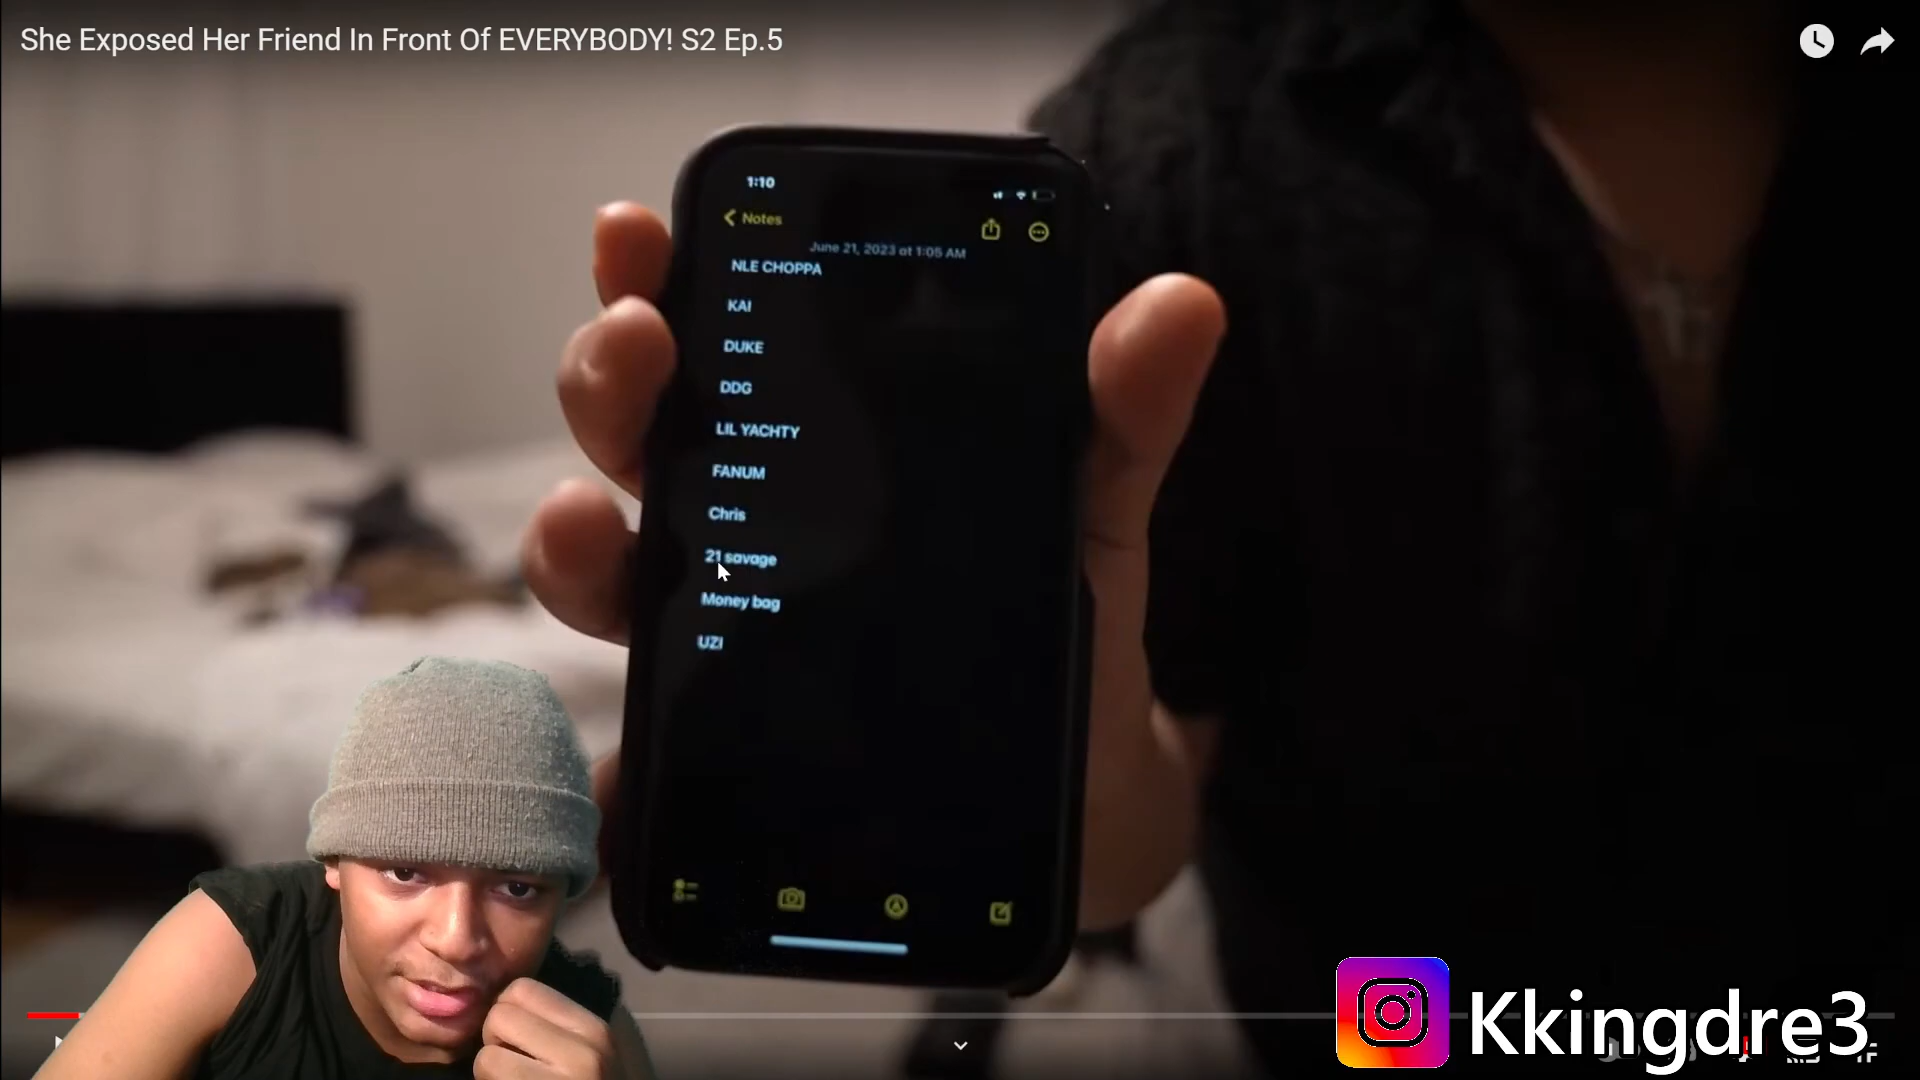 She Exposed Her Friend In Front Of EVERYBODY! S2 Ep.5
1:10
Notes
June 21, 2023 at 1:05 AM
NLE CHOPPA
KAI
DUKE
DDG
LIL YACHTY
FANUM
Chris
21 savage
Money bag
UZI
Kkingdre3